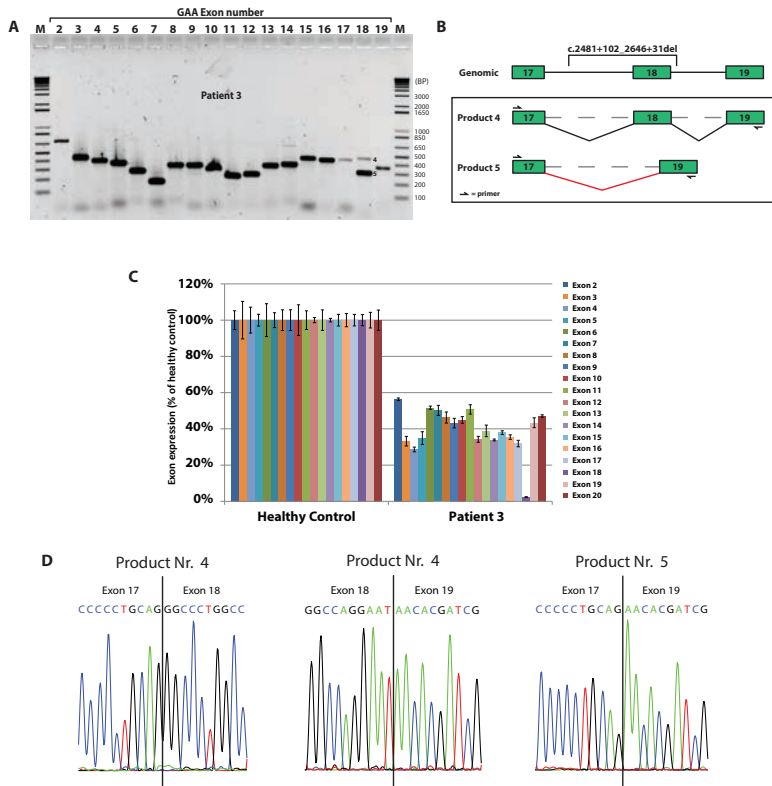 A
GAA Exon number
M 2 3 4 5 6 7 8 9 10 11 12 13 14 15 16 17 18 19 M
(BP)
3000
2000
1650
1000
850
650
500
400
300
200
100
Patient 3
4
5
B
c.2481+102_2646+31del
Genomic 17 18 19
Product 4 17 18 19
Product 5 17 19
= primer
C
Exon expression (% of healthy control)
120%
100%
80%
60%
40%
20%
0%
Healthy Control Patient 3
Exon 2
Exon 3
Exon 4
Exon 5
Exon 6
Exon 7
Exon 8
Exon 9
Exon 10
Exon 11
Exon 12
Exon 13
Exon 14
Exon 15
Exon 16
Exon 17
Exon 18
Exon 19
Exon 20
D
Product Nr. 4
Exon 17 Exon 18
CCCCCTGCAGGGCCCTGGCC
Product Nr. 4
Exon 18 Exon 19
GGCCAGGAATAACACGATCG
Product Nr. 5
Exon 17 Exon 19
CCCCCTGCAGAACACGATCG